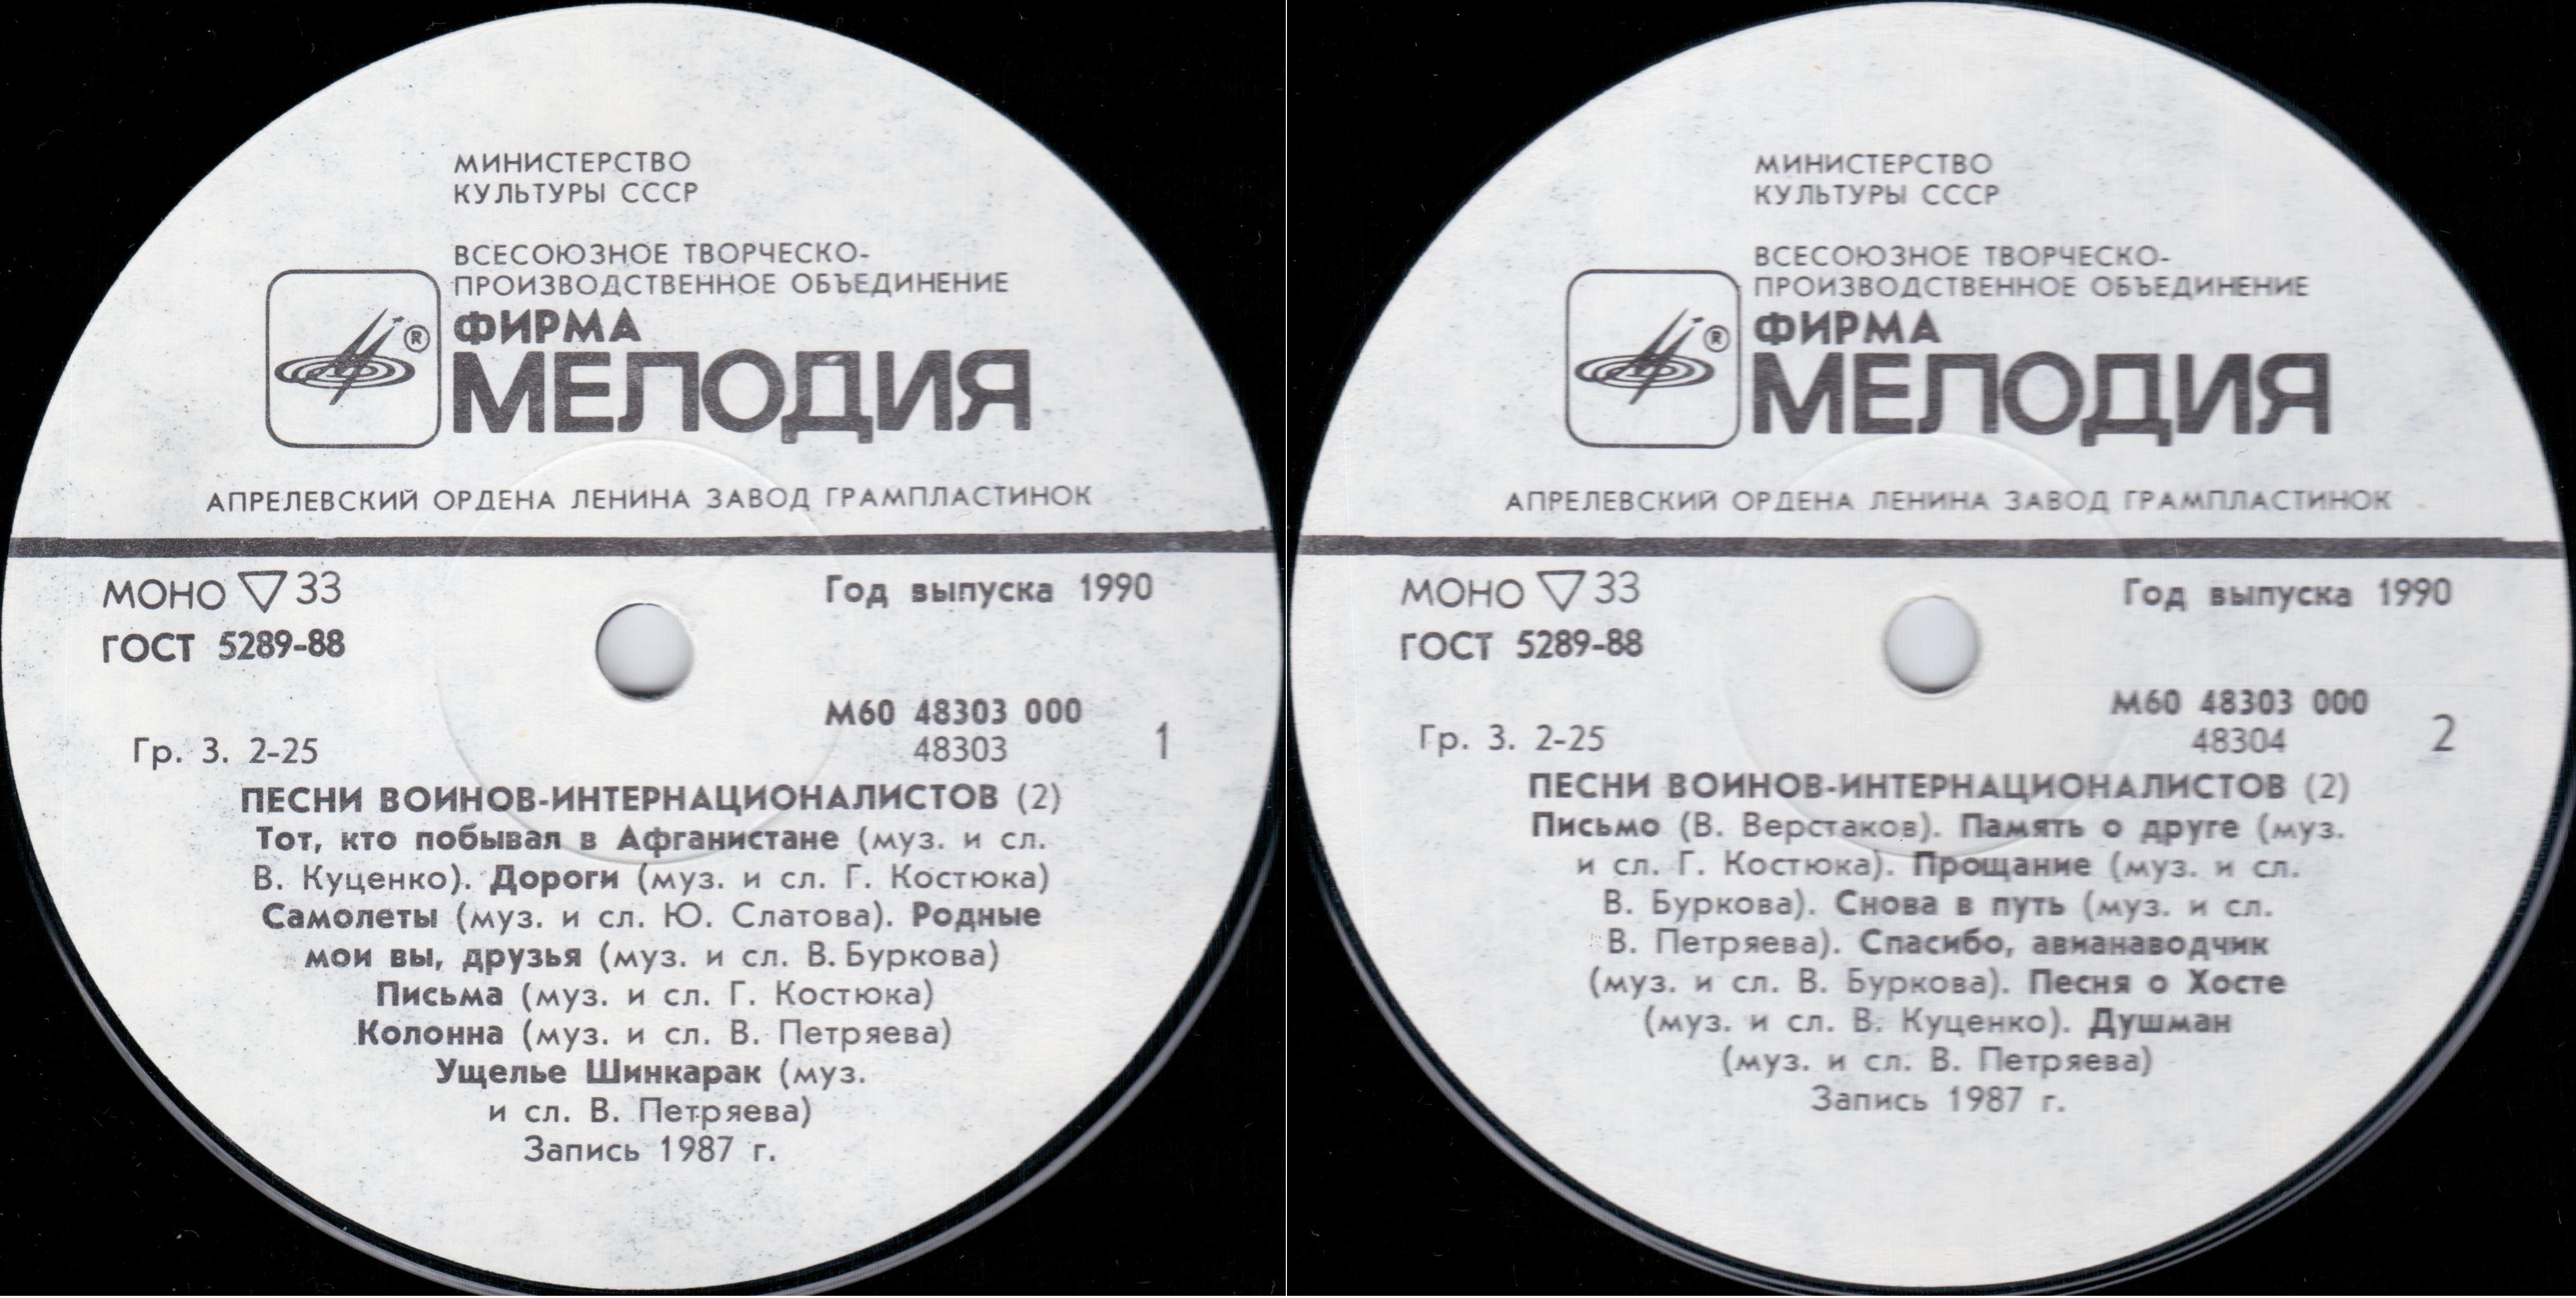 МИНИСТЕРСТВО
КУЛЬТУРЫ СССР
ВСЕСОЮЗНОЕ ТВОРЧЕСКО-
ПРОИЗВОДСТВЕННОЕ ОБЪЕДИНЕНИЕ
®
ФИРМА
МЕЛОДИЯ
АПРЕЛЕВСКИЙ ОРДЕНА ЛЕНИНА ЗАВОД ГРАМПЛАСТИНОК
МОНО ▽ 33
Год выпуска 1990
ГОСТ 5289-88
М60 48303 000
48303
1
Гр. 3. 2-25
ПЕСНИ ВОИНОВ-ИНТЕРНАЦИОНАЛИСТОВ (2)
Тот, кто побывал в Афганистане (муз. и сл.
В. Куценко). Дороги (муз. и сл. Г. Костюка)
Самолеты (муз. и сл. Ю. Слатова). Родные
мои вы, друзья (муз. и сл. В. Буркова)
Письма (муз. и сл. Г. Костюка)
Колонна (муз. и сл. В. Петряева)
Ущелье Шинкарак (муз.
и сл. В. Петряева)
Запись 1987 г.
МИНИСТЕРСТВО
КУЛЬТУРЫ СССР
ВСЕСОЮЗНОЕ ТВОРЧЕСКО-
ПРОИЗВОДСТВЕННОЕ ОБЪЕДИНЕНИЕ
®
ФИРМА
МЕЛОДИЯ
АПРЕЛЕВСКИЙ ОРДЕНА ЛЕНИНА ЗАВОД ГРАМПЛАСТИНОК
МОНО ▽ 33
Год выпуска 1990
ГОСТ 5289-88
М60 48303 000
48304
2
Гр. 3. 2-25
ПЕСНИ ВОИНОВ-ИНТЕРНАЦИОНАЛИСТОВ (2)
Письмо (В. Верстаков). Память о друге (муз.
и сл. Г. Костюка). Прощание (муз. и сл.
В. Буркова). Снова в путь (муз. и сл.
В. Петряева). Спасибо, авианаводчик
(муз. и сл. В. Буркова). Песня о Хосте
(муз. и сл. В. Куценко). Душман
(муз. и сл. В. Петряева)
Запись 1987 г.